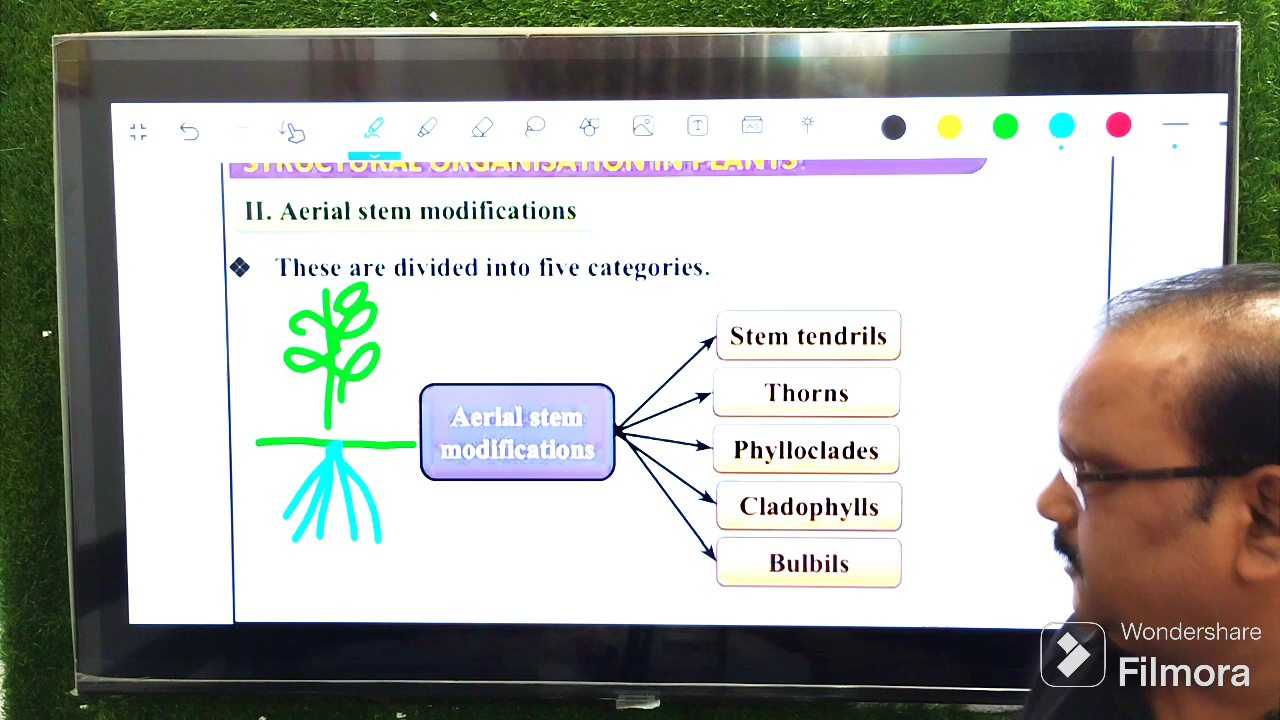 STRUCTURAL ORGANISATION IN PLANTS
II. Aerial stem modifications
❖ These are divided into five categories.
Aerial stem
modifications
Stem tendrils
Thorns
Phylloclades
Cladophylls
Bulbils
Wondershare
Filmora